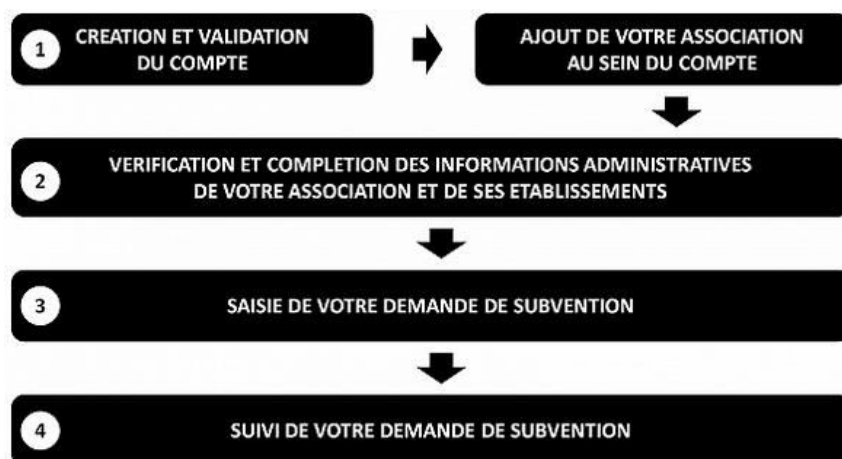 1
CREATION ET VALIDATION
DU COMPTE
AJOUT DE VOTRE ASSOCIATION
AU SEIN DU COMPTE
2
VERIFICATION ET COMPLETION DES INFORMATIONS ADMINISTRATIVES
DE VOTRE ASSOCIATION ET DE SES ETABLISSEMENTS
3
SAISIE DE VOTRE DEMANDE DE SUBVENTION
4
SUIVI DE VOTRE DEMANDE DE SUBVENTION